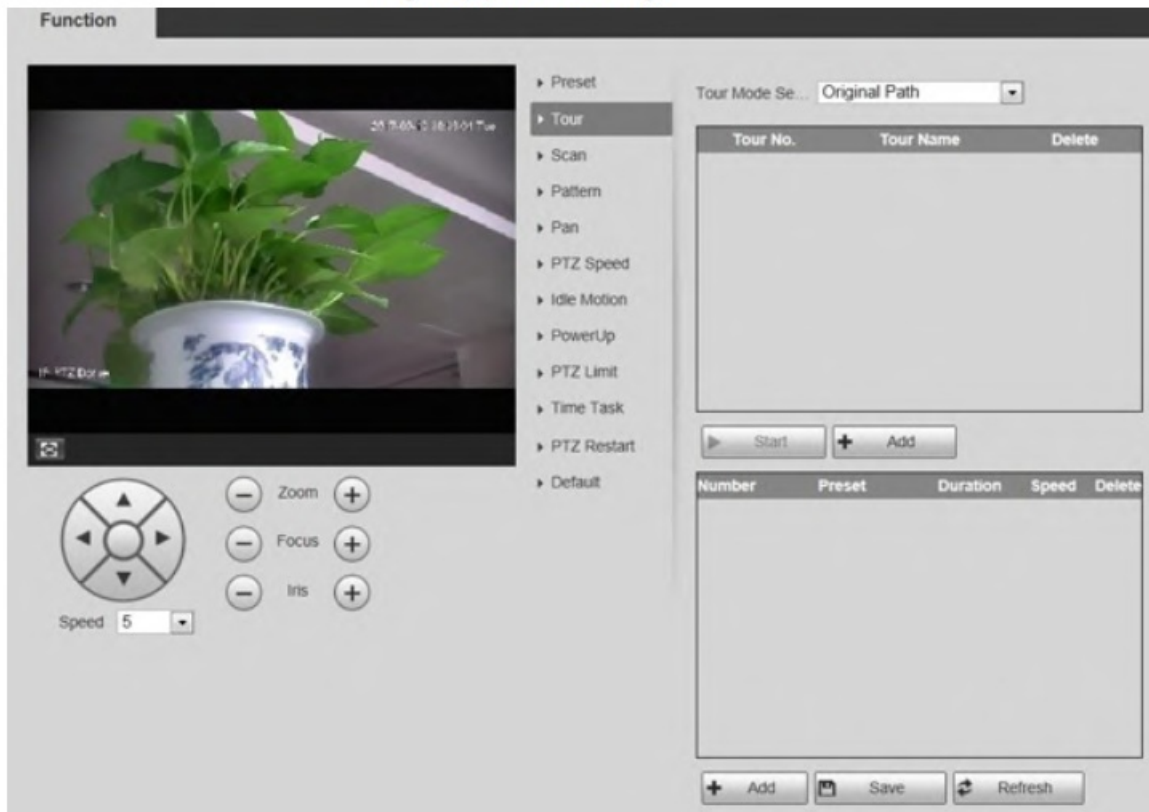 Function
Preset
Tour
Scan
Pattern
Pan
PTZ Speed
Idle Motion
PowerUp
PTZ Limit
Time Task
PTZ Restart
Default
Zoom
Focus
Iris
Speed 5
Tour Mode Se... Original Path
Tour No. Tour Name Delete
Start Add
Number Preset Duration Speed Delete
Add Save Refresh